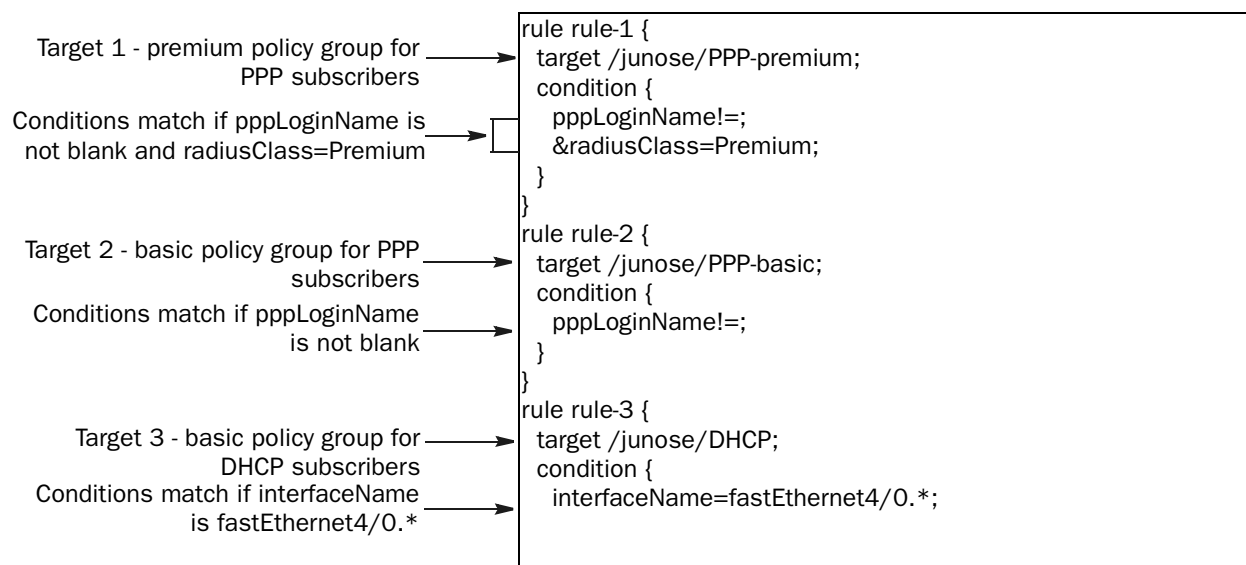 Target 1 - premium policy group for
PPP subscribers
Conditions match if pppLoginName is
not blank and radiusClass=Premium
Target 2 - basic policy group for PPP
subscribers
Conditions match if pppLoginName
is not blank
Target 3 - basic policy group for
DHCP subscribers
Conditions match if interfaceName
is fastEthernet4/0.*
rule rule-1 {
target /junose/PPP-premium;
condition {
pppLoginName!=;
&radiusClass=Premium;
}
}
rule rule-2 {
target /junose/PPP-basic;
condition {
pppLoginName!=;
}
}
rule rule-3 {
target /junose/DHCP;
condition {
interfaceName=fastEthernet4/0.*;